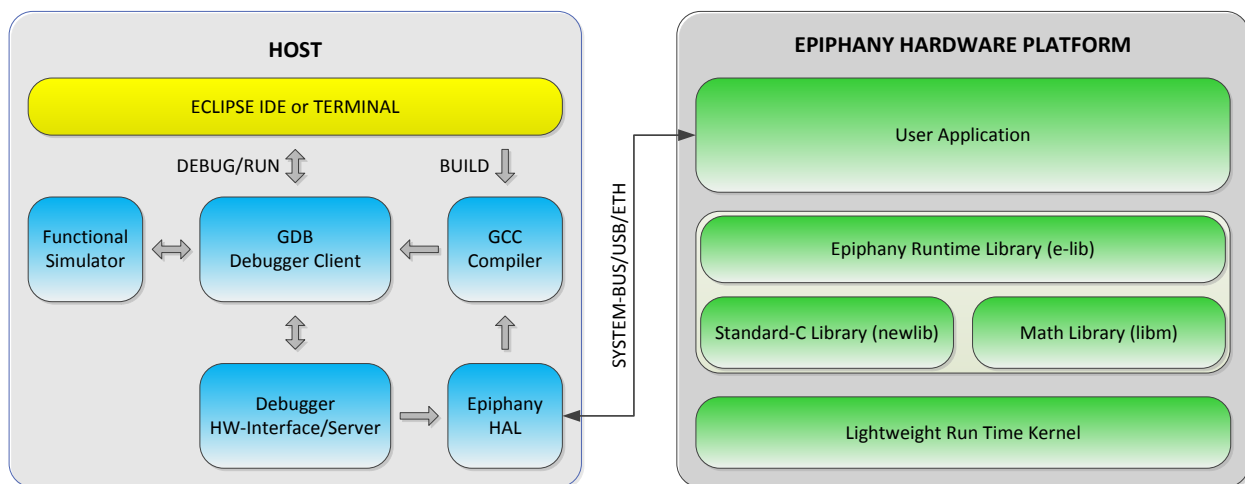 HOST
ECLIPSE IDE or TERMINAL
DEBUG/RUN
BUILD
Functional
Simulator
GDB
Debugger Client
GCC
Compiler
Debugger
HW-Interface/Server
Epiphany
HAL
SYSTEM-BUS/USB/ETH
EPIPHANY HARDWARE PLATFORM
User Application
Epiphany Runtime Library (e-lib)
Standard-C Library (newlib)
Math Library (libm)
Lightweight Run Time Kernel